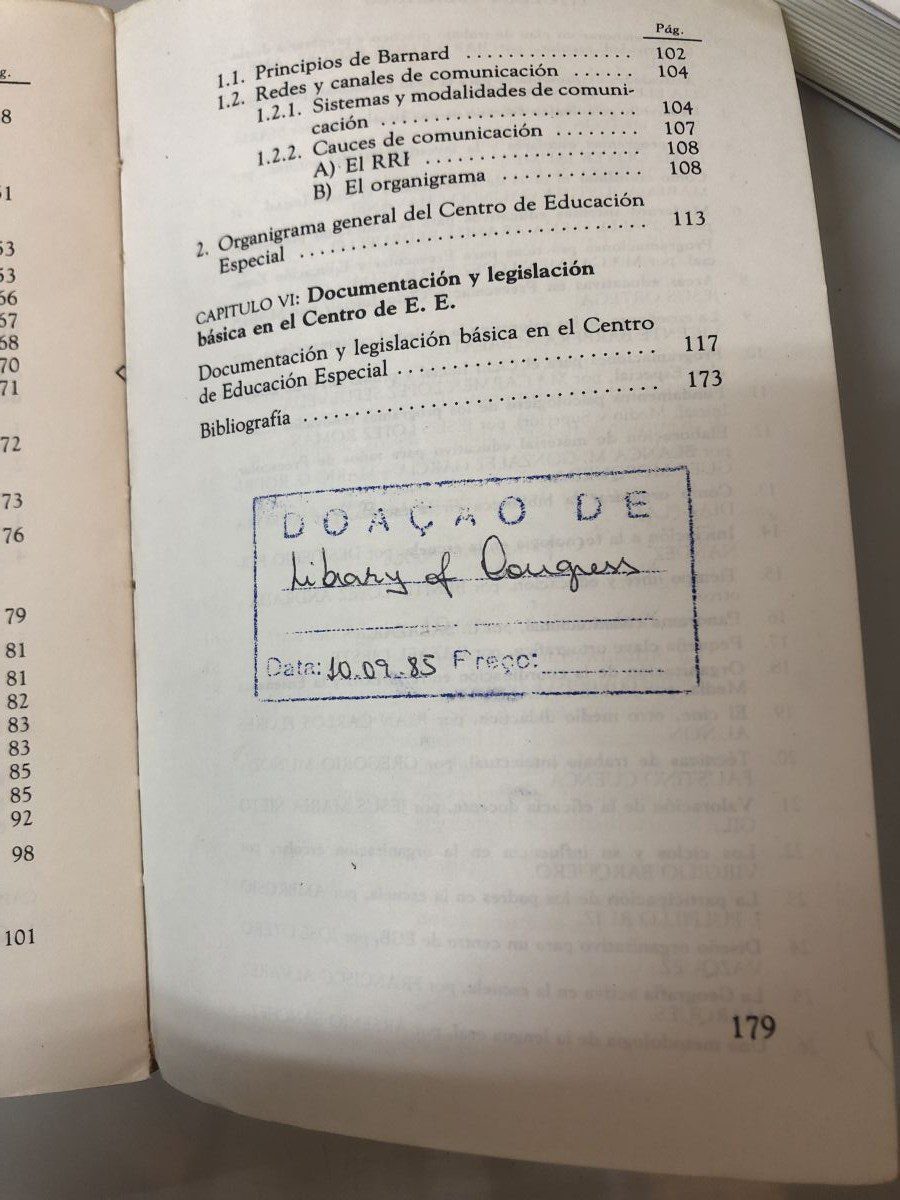 g.
8
51
53
53
66
67
68
70
71
72
73
76
79
81
81
82
83
83
85
85
92
98
101
Pág.
1.1. Principios de Barnard ................ 102
1.2. Redes y canales de comunicación ...... 104
1.2.1. Sistemas y modalidades de comuni-
cación ........................ 104
1.2.2. Cauces de comunicación ........ 107
A) El RRI .................... 108
B) El organigrama ............. 108
2. Organigrama general del Centro de Educación
Especial .................................. 113
CAPITULO VI: Documentación y legislación
básica en el Centro de E. E.
Documentación y legislación básica en el Centro
de Educación Especial ......................... 117
Bibliografía .................................. 173
DOAÇÃO DE
Library of Congress
Data: 10.09.85 Preço:
179